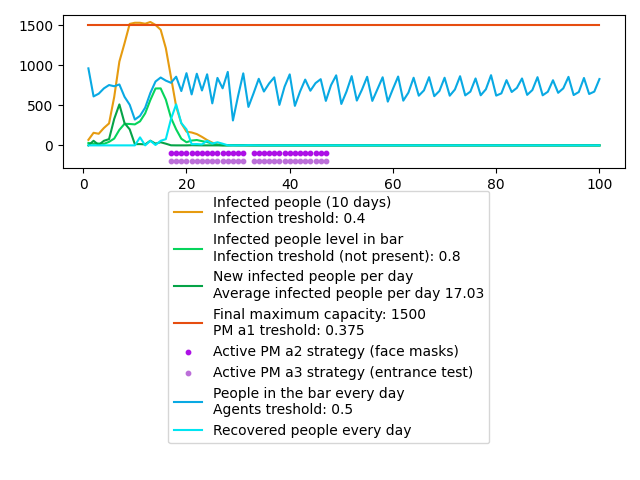 1500
1000
500
0
0
20
40
60
80
100
Infected people (10 days)
Infection treshold: 0.4
Infected people level in bar
Infection treshold (not present): 0.8
New infected people per day
Average infected people per day 17.03
Final maximum capacity: 1500
PM a1 treshold: 0.375
Active PM a2 strategy (face masks)
Active PM a3 strategy (entrance test)
People in the bar every day
Agents treshold: 0.5
Recovered people every day